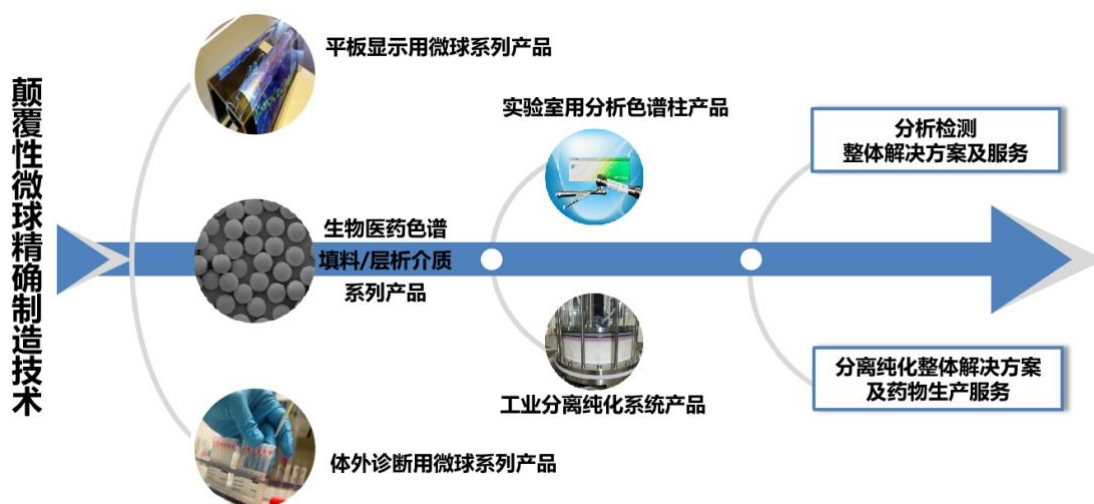 颠覆性微球精确制造技术
平板显示用微球系列产品
生物医药色谱
填料/层析介质
系列产品
体外诊断用微球系列产品
实验室用分析色谱柱产品
工业分离纯化系统产品
分析检测
整体解决方案及服务
分离纯化整体解决方案
及药物生产服务